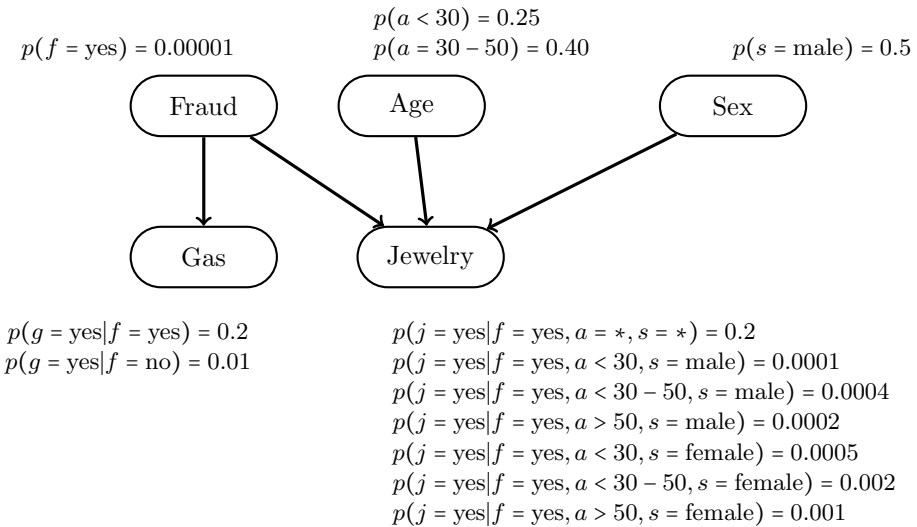 p(a < 30) = 0.25
p(f = yes) = 0.00001
p(a = 30 − 50) = 0.40
p(s = male) = 0.5
Fraud
Age
Sex
Gas
Jewelry
p(g = yes|f = yes) = 0.2
p(g = yes|f = no) = 0.01
p(j = yes|f = yes, a = ∗, s = ∗) = 0.2
p(j = yes|f = yes, a < 30, s = male) = 0.0001
p(j = yes|f = yes, a < 30 − 50, s = male) = 0.0004
p(j = yes|f = yes, a > 50, s = male) = 0.0002
p(j = yes|f = yes, a < 30, s = female) = 0.0005
p(j = yes|f = yes, a < 30 − 50, s = female) = 0.002
p(j = yes|f = yes, a > 50, s = female) = 0.001